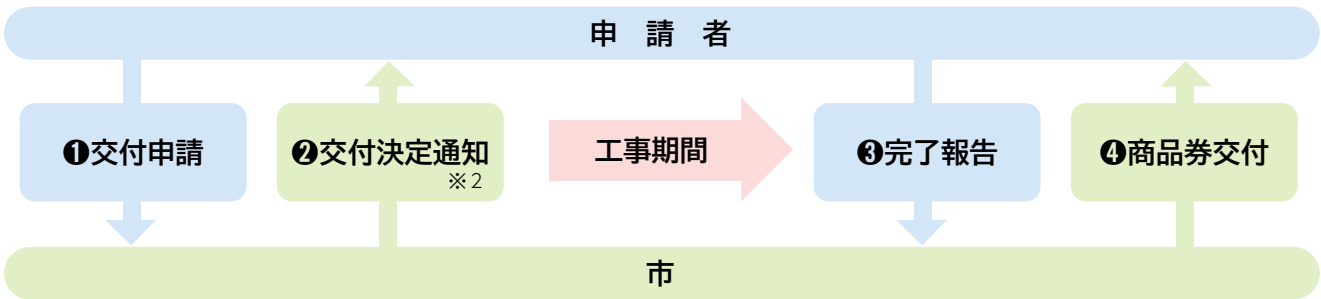 申　請　者
❶交付申請
❷交付決定通知
※2
工事期間
❸完了報告
❹商品券交付
市